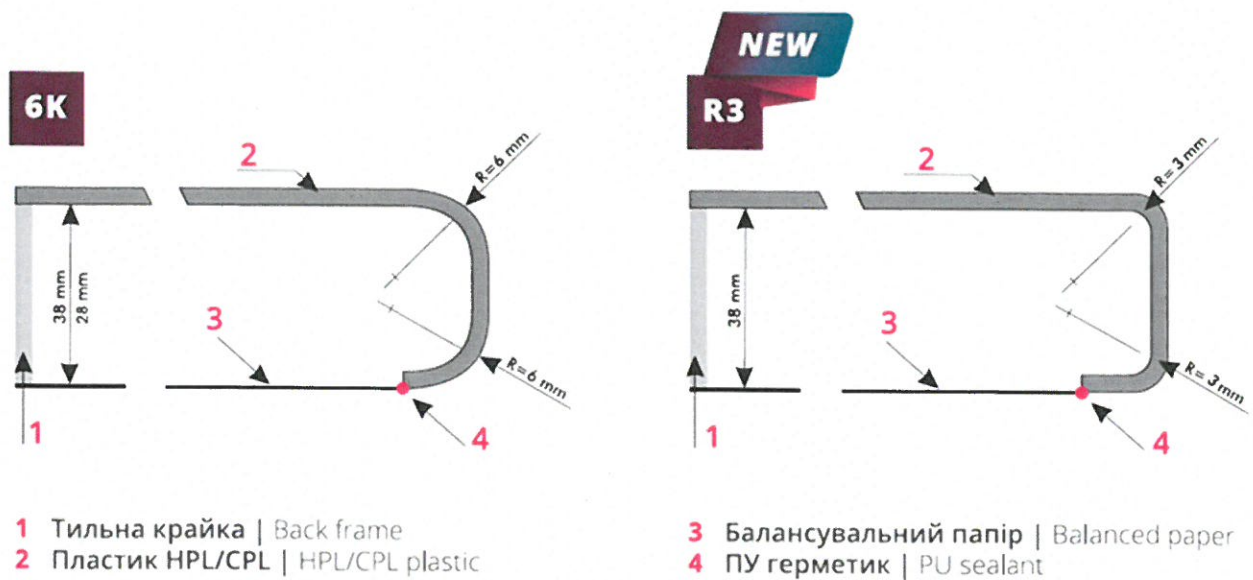 NEW
6K
R3
2
R=6 mm
2
R= 3 mm
38 mm
28 mm
3
R=6 mm
38 mm
3
R= 3 mm
1
4
1
4
1 Тильна крайка | Back frame
2 Пластик HPL/CPL | HPL/CPL plastic
3 Балансувальний папір | Balanced paper
4 ПУ герметик | PU sealant